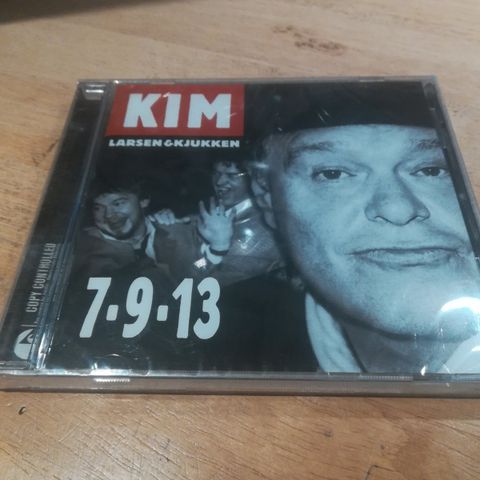 KIM
LARSEN & KJUKKEN
7-9-13
COPY CONTROLLED